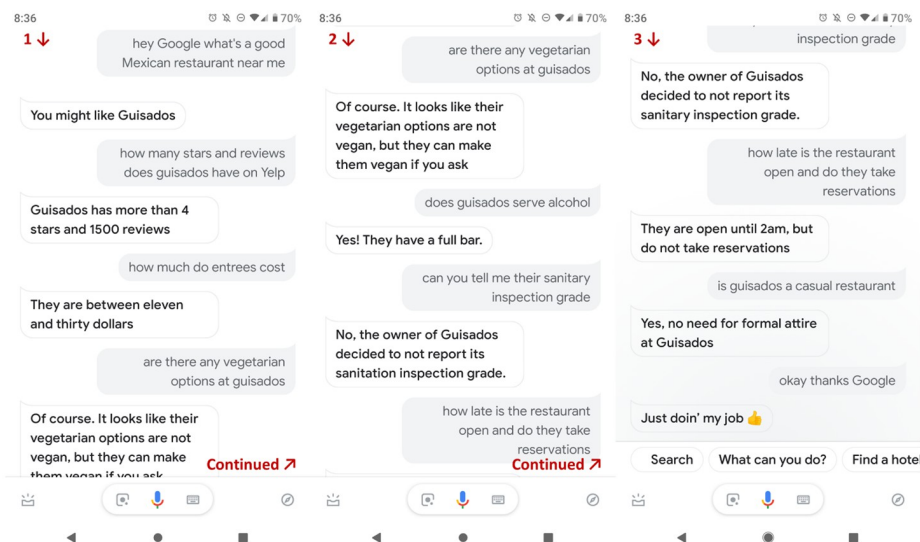 8:36
70%
1 ↓
hey Google what's a good
Mexican restaurant near me
You might like Guisados
how many stars and reviews
does guisados have on Yelp
Guisados has more than 4
stars and 1500 reviews
how much do entrees cost
They are between eleven
and thirty dollars
are there any vegetarian
options at guisados
Of course. It looks like their
vegetarian options are not
vegan, but they can make
them vegan if you ask
Continued ↗
8:36
70%
2 ↓
are there any vegetarian
options at guisados
Of course. It looks like their
vegetarian options are not
vegan, but they can make
them vegan if you ask
does guisados serve alcohol
Yes! They have a full bar.
can you tell me their sanitary
inspection grade
No, the owner of Guisados
decided to not report its
sanitation inspection grade.
how late is the restaurant
open and do they take
reservations
Continued ↗
8:36
70%
3 ↓
inspection grade
No, the owner of Guisados
decided to not report its
sanitary inspection grade.
how late is the restaurant
open and do they take
reservations
They are open until 2am, but
do not take reservations
is guisados a casual restaurant
Yes, no need for formal attire
at Guisados
okay thanks Google
Just doin' my job 👍
Search
What can you do?
Find a hote